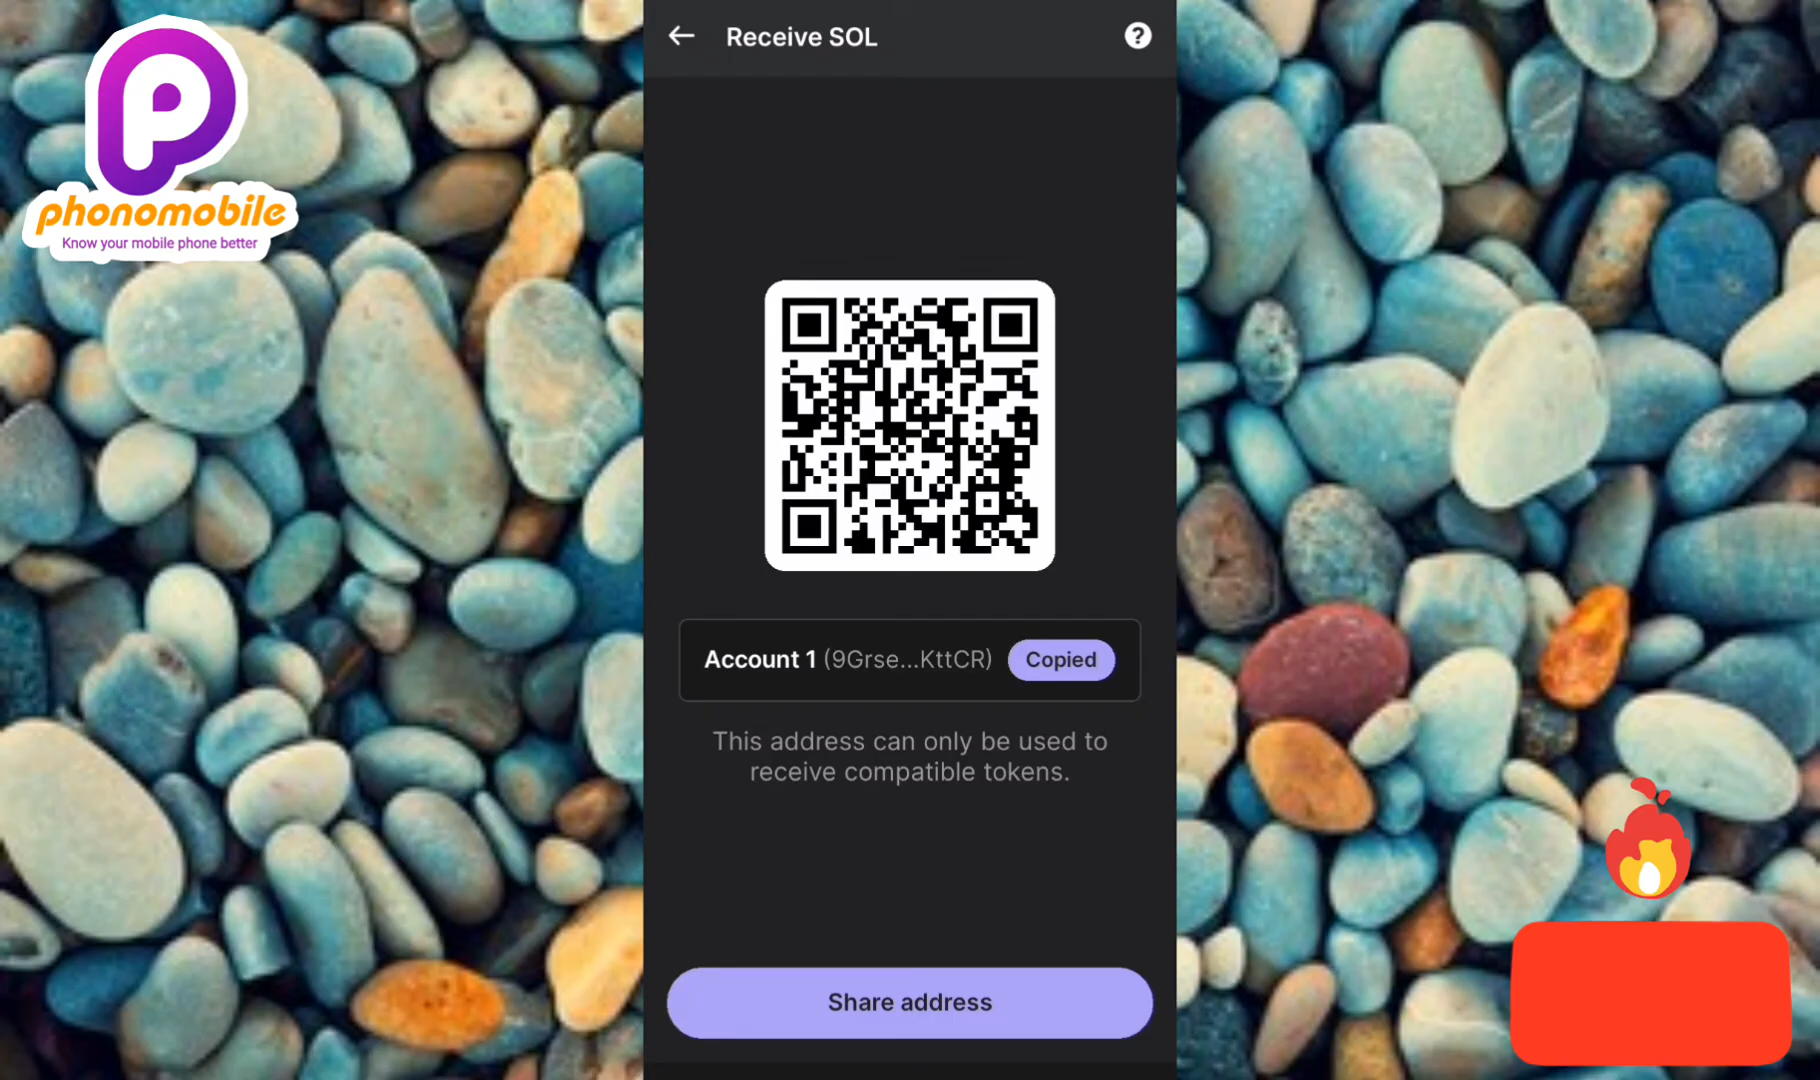 phonomobile
Know your mobile phone better
Receive SOL
?
Account 1 (9Grse...KttCR) Copied
This address can only be used to
receive compatible tokens.
Share address